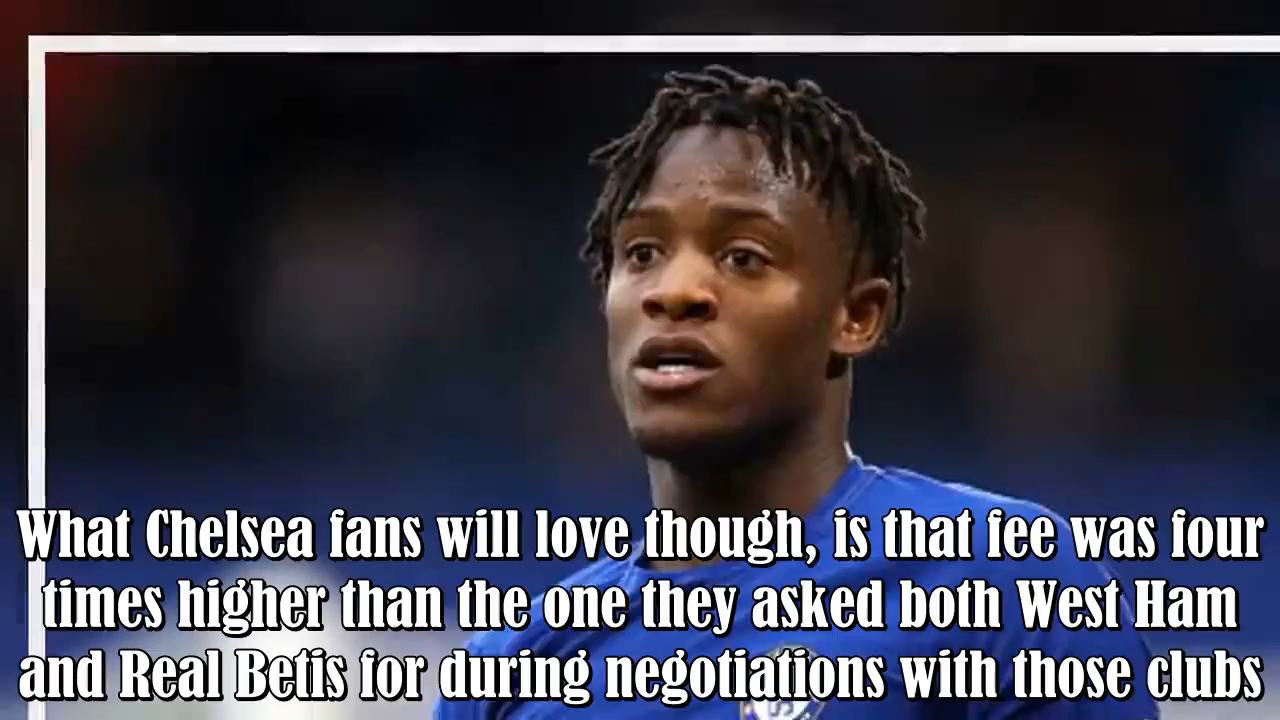 What Chelsea fans will love though, is that fee was four
times higher than the one they asked both West Ham
and Real Betis for during negotiations with those clubs